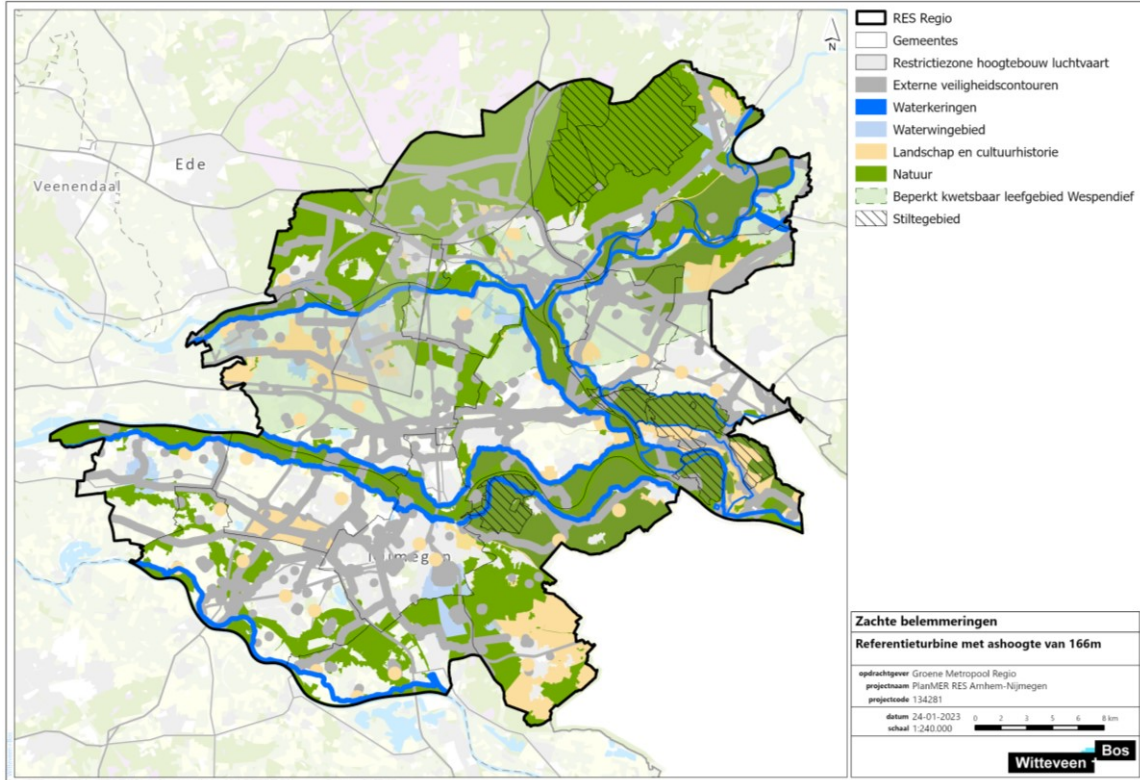 RES Regio
Gemeentes
Restrictiezone hoogtebouw luchtvaart
Externe veiligheidscontouren
Waterkeringen
Waterwingebied
Landschap en cultuurhistorie
Natuur
Beperkt kwetsbaar leefgebied Wespendief
Stiltegebied
N
Ede
Veenendaal
Nijmegen
Zachte belemmeringen
Referentieturbine met ashoogte van 166m
opdrachtgever Groene Metropool Regio
projectnaam PlanMER RES Arnhem-Nijmegen
projectcode 134281
datum 24-01-2023
schaal 1:240.000
0 2 3 5 6 8 km
Witteveen + Bos